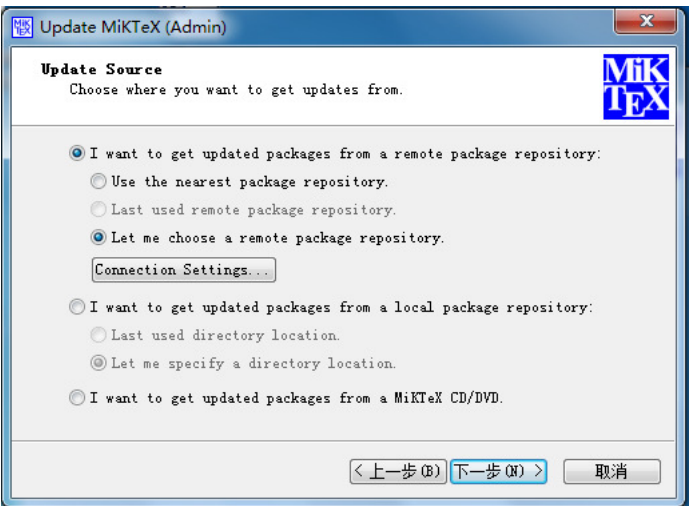 MiK
TEX
Update MiKTeX (Admin)
Update Source
Choose where you want to get updates from.
MiK
TEX
I want to get updated packages from a remote package repository:
Use the nearest package repository.
Last used remote package repository.
Let me choose a remote package repository.
Connection Settings...
I want to get updated packages from a local package repository:
Last used directory location.
Let me specify a directory location.
I want to get updated packages from a MiKTeX CD/DVD.
< 上一步(B) 下一步(N) > 取消